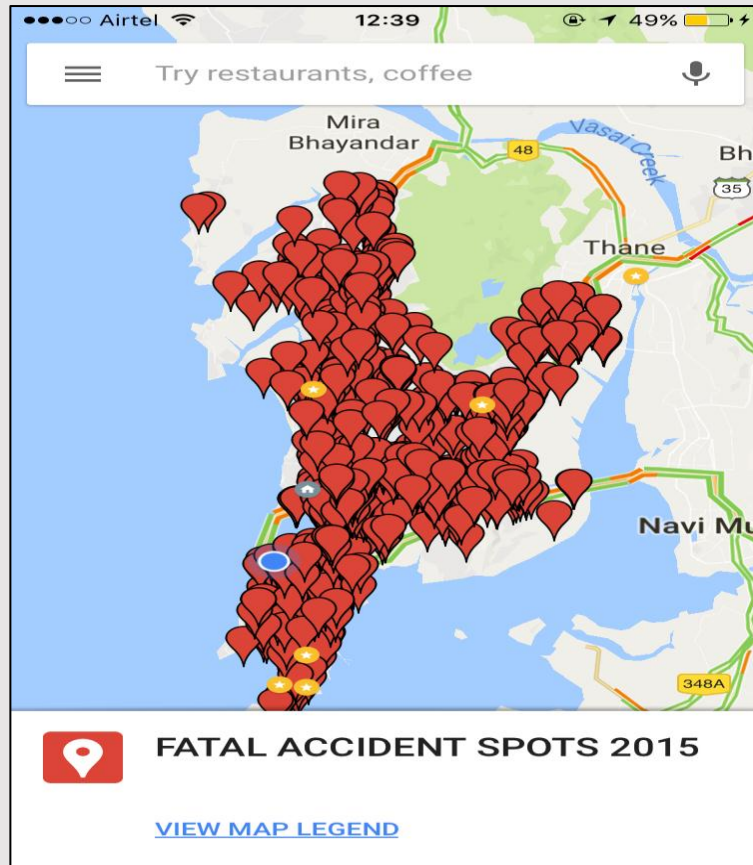 Airtel 12:39 49%
Try restaurants, coffee
Mira
Bhayandar
Vasai Creek
48
Bh
35
Thane
Navi Mu
348A
FATAL ACCIDENT SPOTS 2015
VIEW MAP LEGEND